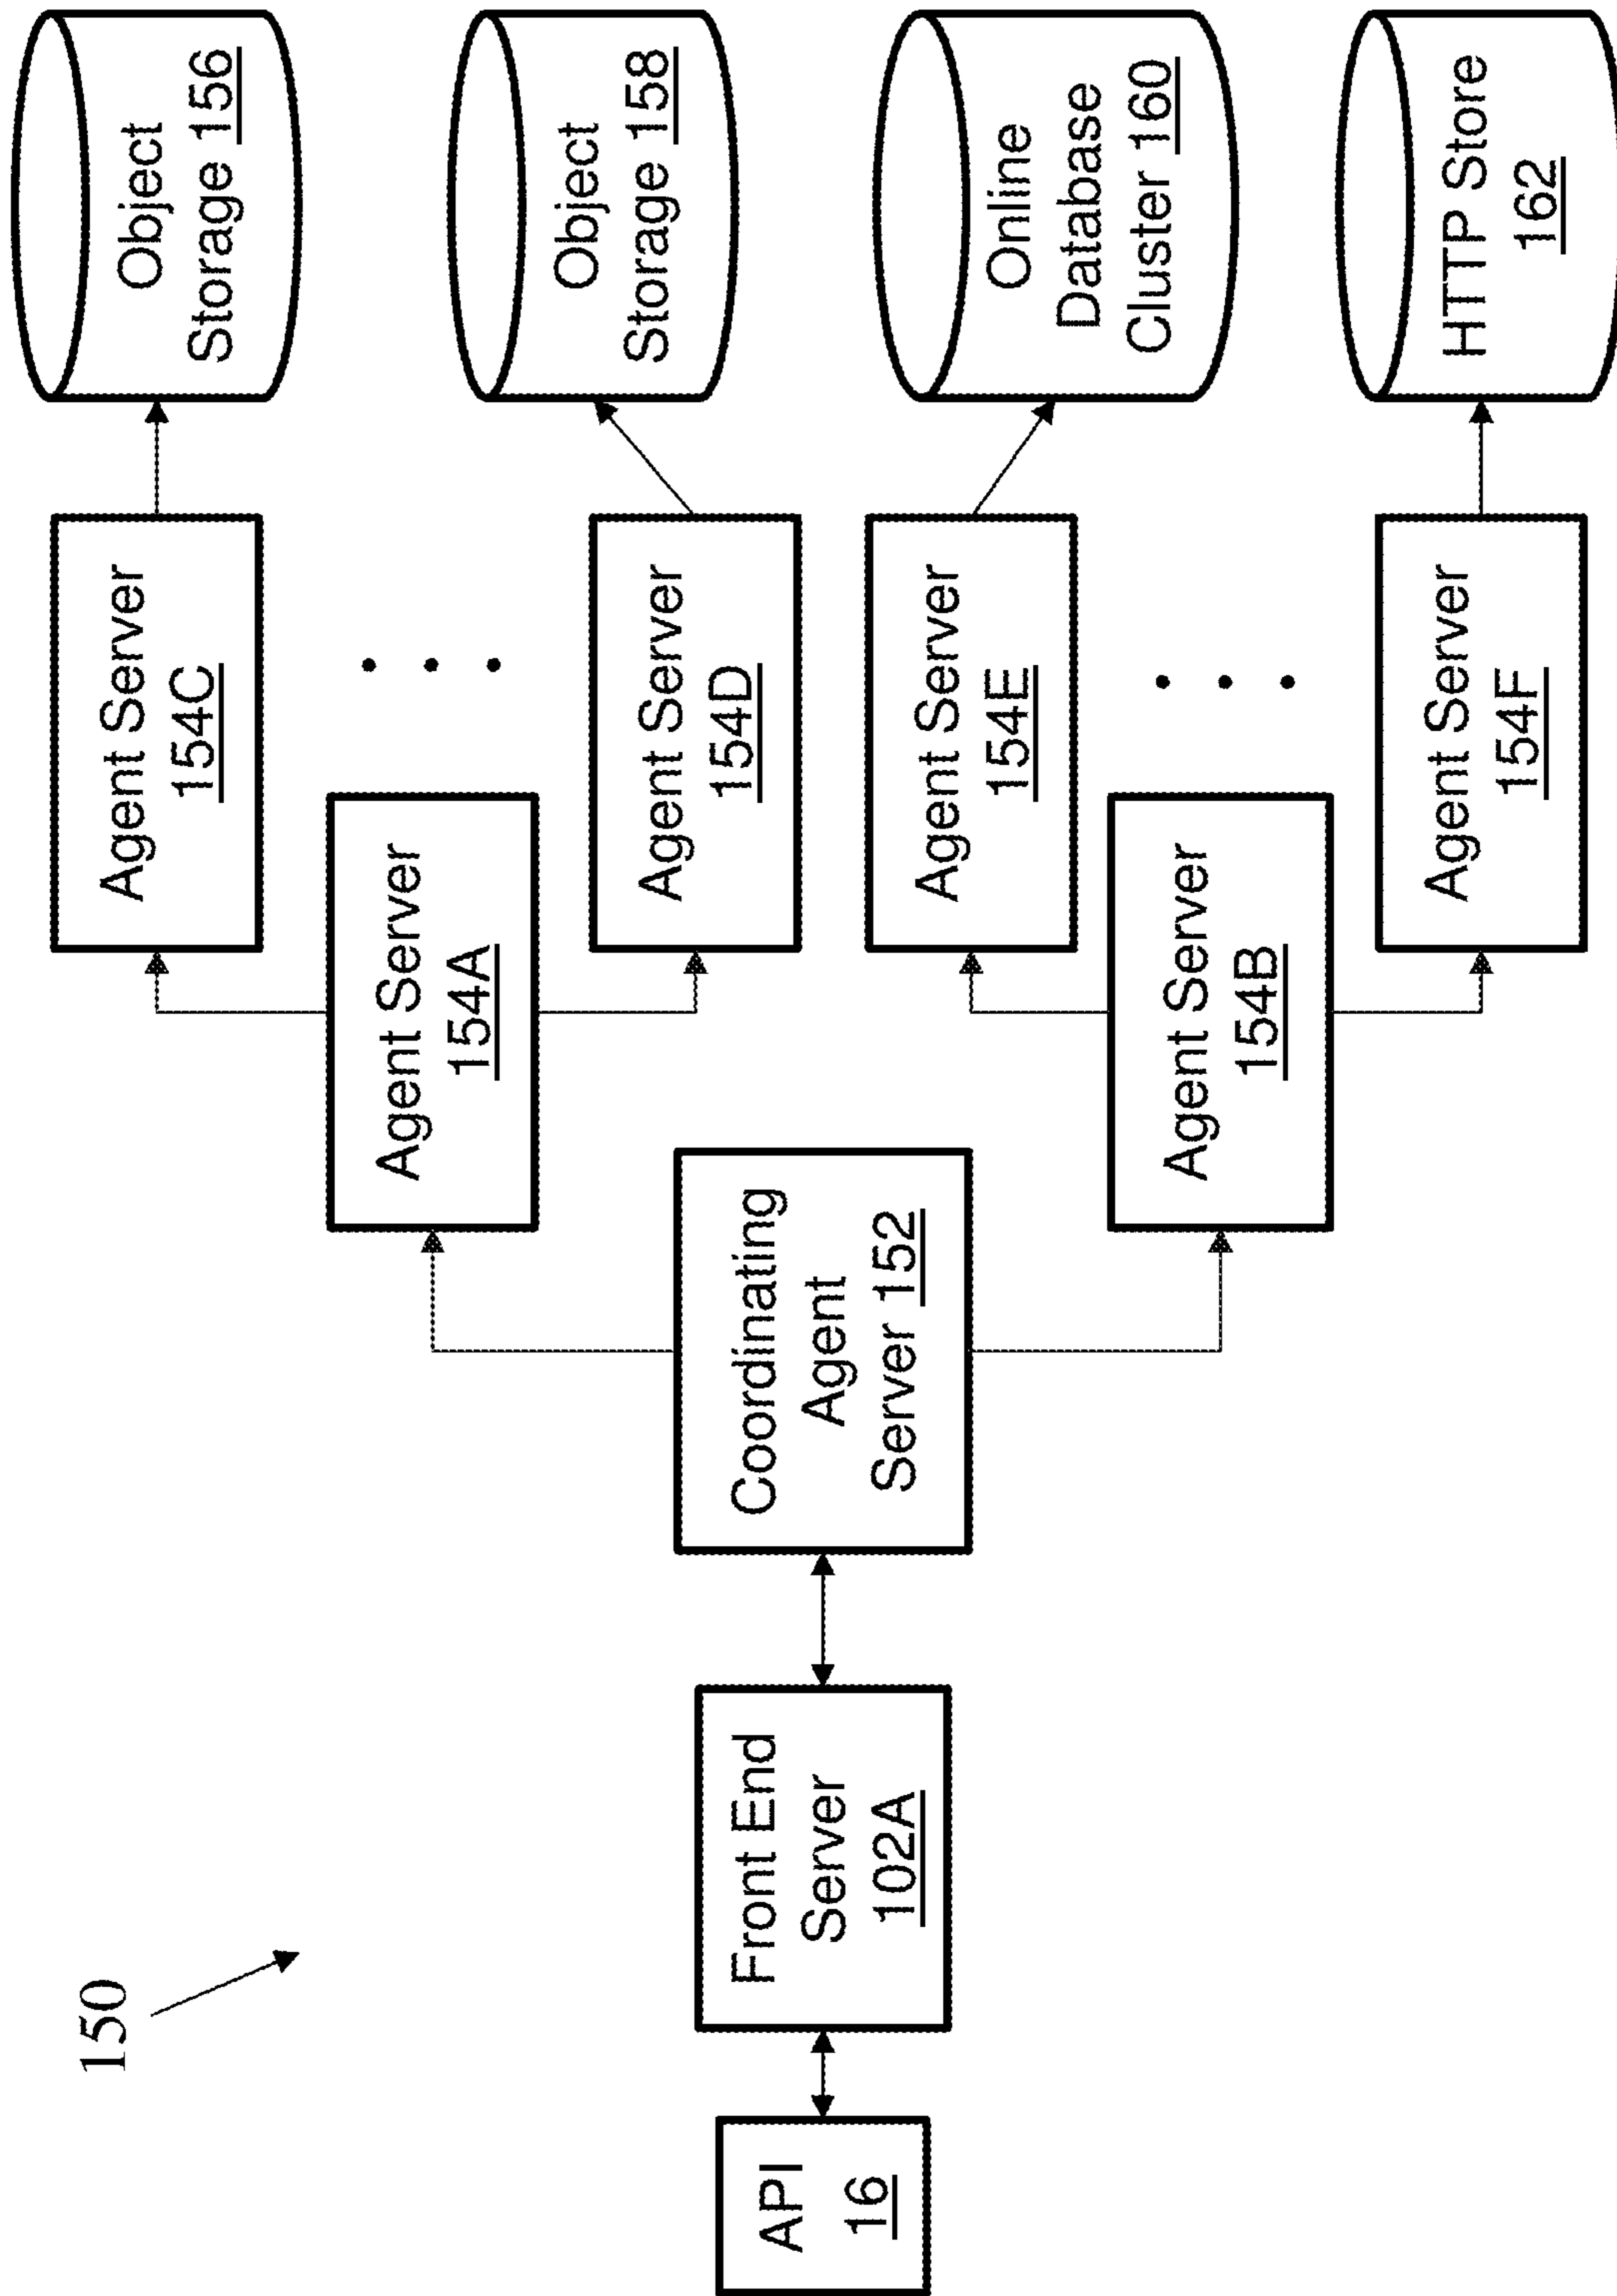 150
API
16
Front End
Server
102A
Coordinating
Agent
Server 152
Agent Server
154A
Agent Server
154B
Agent Server
154C
Agent Server
154D
Agent Server
154E
Agent Server
154F
Object
Storage 156
Object
Storage 158
Online
Database
Cluster 160
HTTP Store
162